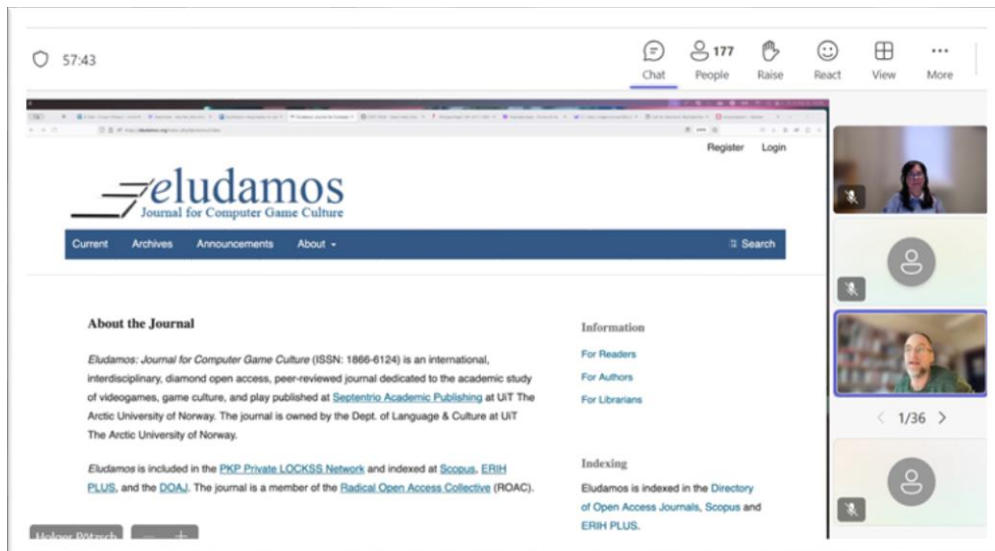 57:43
Chat
177
People
Raise
React
View
More
Register Login
eludamos
Journal for Computer Game Culture
Current Archives Announcements About
Search
About the Journal
Eludamos: Journal for Computer Game Culture (ISSN: 1866-6124) is an international,
interdisciplinary, diamond open access, peer-reviewed journal dedicated to the academic study
of videogames, game culture, and play published at Septentrio Academic Publishing at UiT The
Arctic University of Norway. The journal is owned by the Dept. of Language & Culture at UiT
The Arctic University of Norway.
Eludamos is included in the PKP Private LOCKSS Network and indexed at Scopus, ERIH
PLUS, and the DOAJ. The journal is a member of the Radical Open Access Collective (ROAC).
Information
For Readers
For Authors
For Librarians
Indexing
Eludamos is indexed in the Directory
of Open Access Journals, Scopus and
ERIH PLUS.
1/36
Holger Pötzsch